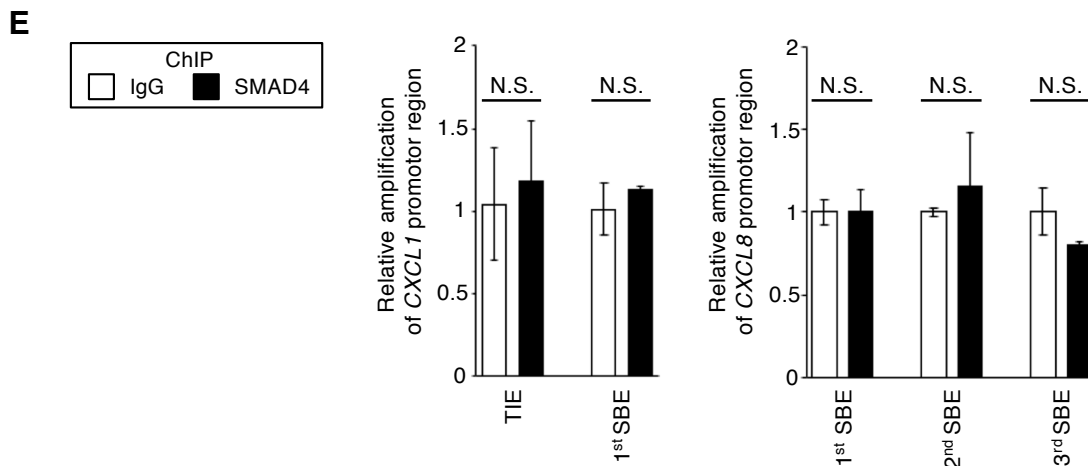 E
ChIP
IgG SMAD4
Relative amplification
of CXCL1 promotor region
2
1.5
1
0.5
0
N.S. N.S.
TIE
1st SBE
Relative amplification
of CXCL8 promotor region
2
1.5
1
0.5
0
N.S. N.S. N.S.
1st SBE
2nd SBE
3rd SBE